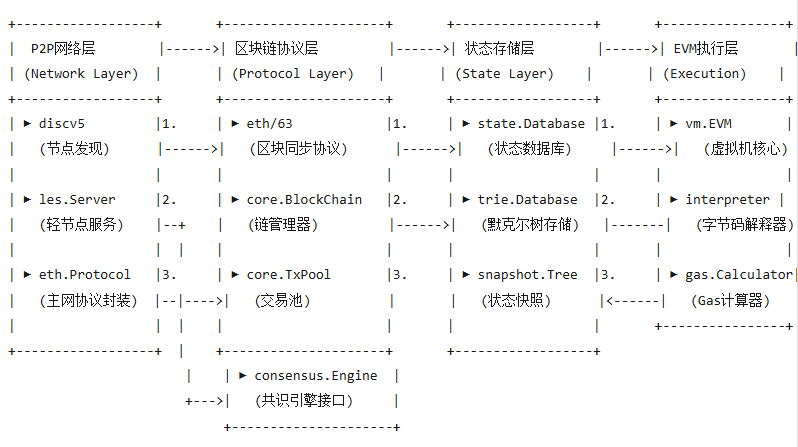 +------------------+       +---------------------+       +------------------+       +----------------+
|  P2P网络层        |------>| 区块链协议层         |------>| 状态存储层        |------>| EVM执行层       |
| (Network Layer)  |       | (Protocol Layer)   |       | (State Layer)    |       | (Execution)    |
+------------------+       +---------------------+       +------------------+       +----------------+
| ► discv5         |1.     | ► eth/63            |1.     | ► state.Database |1.     | ► vm.EVM       |
|   (节点发现)      |------>|   (区块同步协议)     |------>|   (状态数据库)    |------>|   (虚拟机核心)  |
|                  |       |                     |       |                  |       |                |
| ► les.Server     |2.     | ► core.BlockChain   |2.     | ► trie.Database  |2.     | ► interpreter |
|   (轻节点服务)    |--+    |   (链管理器)         |------>|   (默克尔树存储)  |-------|   (字节码解释器)|
|                  |  |    |                     |       |                  |       |                |
| ► eth.Protocol   |3.     | ► core.TxPool       |3.     | ► snapshot.Tree  |3.     | ► gas.Calculator|
|   (主网协议封装)  |--|---->|   (交易池)          |       |   (状态快照)      |<------|   (Gas计算器)   |
|                  |  |    |                     |       |                  |       +----------------+
+------------------+  |    +---------------------+       +------------------+
|    | ► consensus.Engine  |
+--->|   (共识引擎接口)     |
+---------------------+